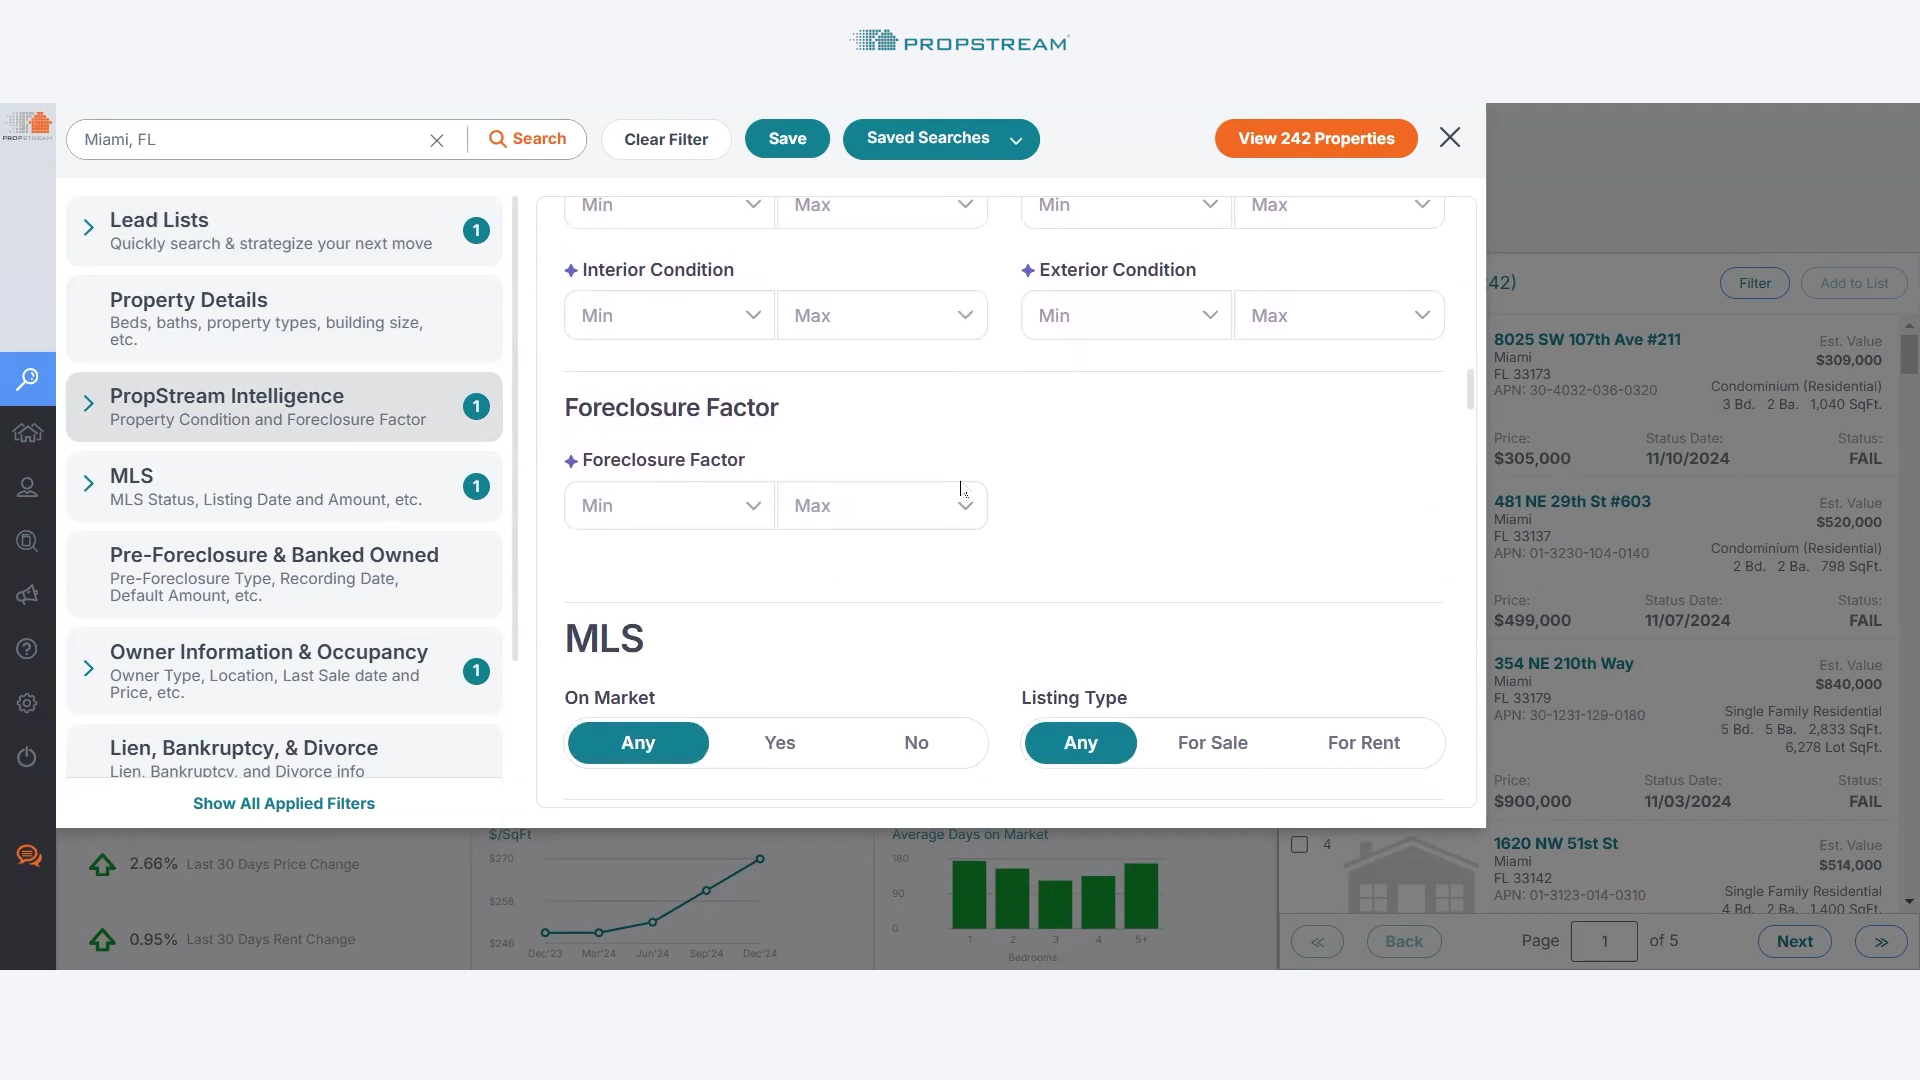 PROPSTREAM
PROPSTREAM
Miami, FL
Search
Clear Filter
Save
Saved Searches
View 242 Properties
Lead Lists
Quickly search & strategize your next move
1
Property Details
Beds, baths, property types, building size,
etc.
PropStream Intelligence
Property Condition and Foreclosure Factor
1
MLS
MLS Status, Listing Date and Amount, etc.
1
Pre-Foreclosure & Banked Owned
Pre-Foreclosure Type, Recording Date,
Default Amount, etc.
Owner Information & Occupancy
Owner Type, Location, Last Sale date and
Price, etc.
1
Lien, Bankruptcy, & Divorce
Lien, Bankruptcy, and Divorce info
Show All Applied Filters
Min Max Min Max
Interior Condition Exterior Condition
Min Max Min Max
Foreclosure Factor
Foreclosure Factor
Min Max
MLS
On Market Listing Type
Any Yes No Any For Sale For Rent
42)
Filter
Add to List
8025 SW 107th Ave #211
Miami
FL 33173
APN: 30-4032-036-0320
Est. Value
$309,000
Condominium (Residential)
3 Bd. 2 Ba. 1,040 SqFt.
Price: Status Date: Status:
$305,000 11/10/2024 FAIL
481 NE 29th St #603
Miami
FL 33137
APN: 01-3230-104-0140
Est. Value
$520,000
Condominium (Residential)
2 Bd. 2 Ba. 798 SqFt.
Price: Status Date: Status:
$499,000 11/07/2024 FAIL
354 NE 210th Way
Miami
FL 33179
APN: 30-1231-129-0180
Est. Value
$840,000
Single Family Residential
5 Bd. 5 Ba. 2,833 SqFt.
6,278 Lot SqFt.
Price: Status Date: Status:
$900,000 11/03/2024 FAIL
4
1620 NW 51st St
Miami
FL 33142
APN: 01-3123-014-0310
Est. Value
$514,000
Single Family Residential
4 Bd. 2 Ba. 1,400 SqFt.
2.66% Last 30 Days Price Change
0.95% Last 30 Days Rent Change
$/SqFt
$270
$258
$246
Dec'23 Mar'24 Jun'24 Sep'24 Dec'24
Average Days on Market
180
90
0
1 2 3 4 5+
Bedrooms
Back
Page 1 of 5
Next